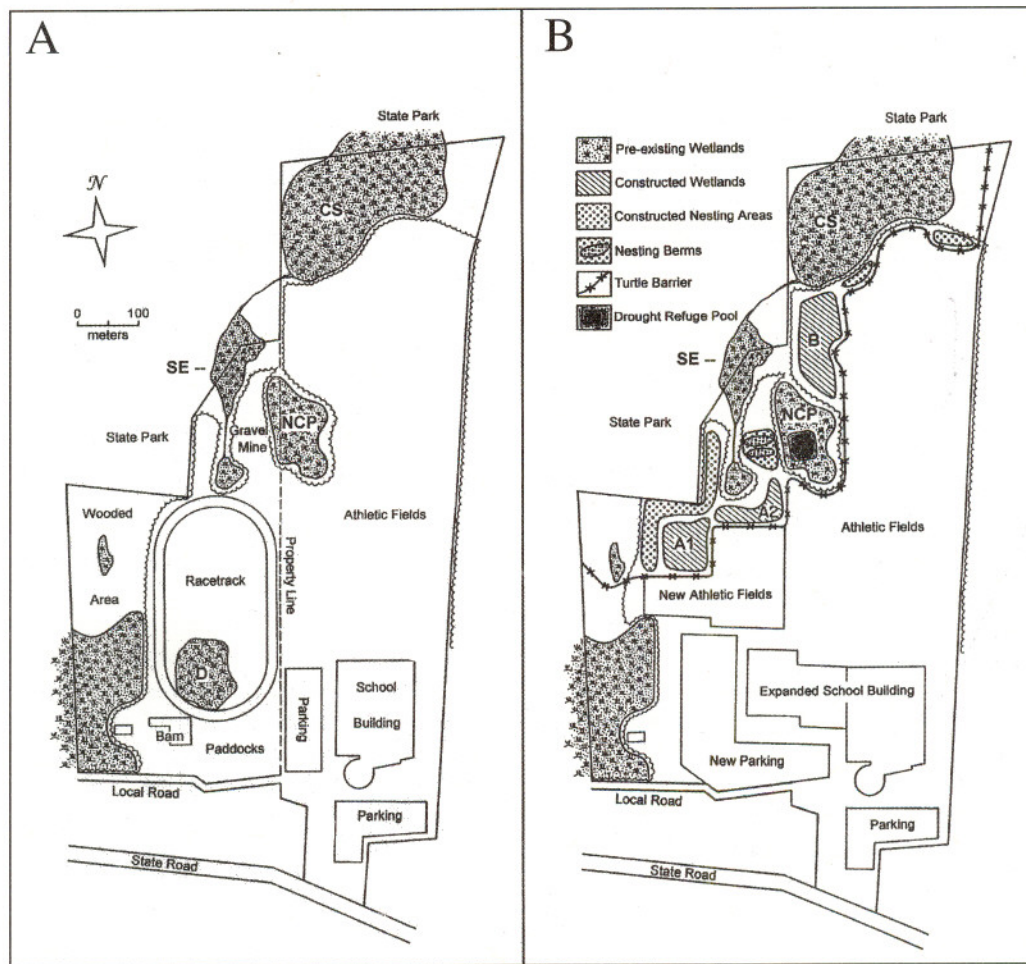 A
State Park
N
CS
0 100
meters
SE --
NCP
Gravel
Mine
State Park
Wooded
Area
Athletic Fields
Racetrack
Property Line
D
School
Building
Parking
Barn
Paddocks
Local Road
Parking
State Road
B
State Park
Pre-existing Wetlands
Constructed Wetlands
Constructed Nesting Areas
Nesting Berms
Turtle Barrier
Drought Refuge Pool
CS
B
SE --
NCP
State Park
A2
A1
Athletic Fields
New Athletic Fields
Expanded School Building
New Parking
Local Road
Parking
State Road